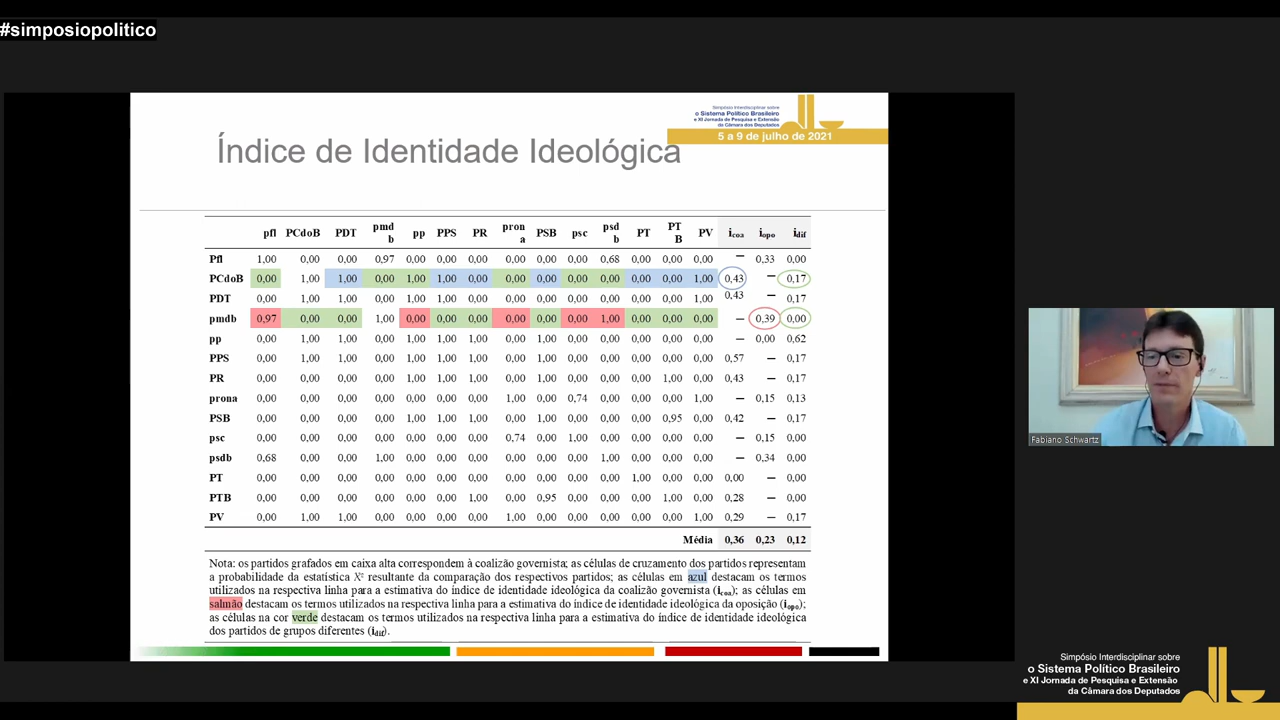 #simposiopolitico
Simpósio Interdisciplinar sobre
o Sistema Político Brasileiro
e XI Jornada de Pesquisa e Extensão
da Câmara dos Deputados
5 a 9 de julho de 2021
Índice de Identidade Ideológica
pfl PCdoB PDT pmdb pp PPS PR prona PSB psc psdb PT PTB PV icoa iopo idif
Pfl 1,00 0,00 0,00 0,97 0,00 0,00 0,00 0,00 0,00 0,00 0,68 0,00 0,00 0,00 – 0,33 0,00
PCdoB 0,00 1,00 1,00 0,00 1,00 1,00 0,00 0,00 0,00 0,00 0,00 0,00 0,00 1,00 0,43 – 0,17
PDT 0,00 1,00 1,00 0,00 1,00 1,00 0,00 0,00 0,00 0,00 0,00 0,00 0,00 1,00 0,43 – 0,17
pmdb 0,97 0,00 0,00 1,00 0,00 0,00 0,00 0,00 0,00 0,00 1,00 0,00 0,00 0,00 – 0,39 0,00
pp 0,00 1,00 1,00 0,00 1,00 1,00 1,00 0,00 1,00 0,00 0,00 0,00 0,00 0,00 – 0,00 0,62
PPS 0,00 1,00 1,00 0,00 1,00 1,00 1,00 0,00 1,00 0,00 0,00 0,00 0,00 0,00 0,57 – 0,17
PR 0,00 0,00 0,00 0,00 1,00 1,00 1,00 0,00 1,00 0,00 0,00 0,00 1,00 0,00 0,43 – 0,17
prona 0,00 0,00 0,00 0,00 0,00 0,00 0,00 1,00 0,00 0,74 0,00 0,00 0,00 1,00 – 0,15 0,13
PSB 0,00 0,00 0,00 0,00 1,00 1,00 1,00 0,00 1,00 0,00 0,00 0,00 0,95 0,00 0,42 – 0,17
psc 0,00 0,00 0,00 0,00 0,00 0,00 0,00 0,74 0,00 1,00 0,00 0,00 0,00 0,00 – 0,15 0,00
psdb 0,68 0,00 0,00 1,00 0,00 0,00 0,00 0,00 0,00 0,00 1,00 0,00 0,00 0,00 – 0,34 0,00
PT 0,00 0,00 0,00 0,00 0,00 0,00 0,00 0,00 0,00 0,00 0,00 1,00 0,00 0,00 0,00 – 0,00
PTB 0,00 0,00 0,00 0,00 0,00 0,00 1,00 0,00 0,95 0,00 0,00 0,00 1,00 0,00 0,28 – 0,00
PV 0,00 1,00 1,00 0,00 0,00 0,00 0,00 1,00 0,00 0,00 0,00 0,00 0,00 1,00 0,29 – 0,17
Média 0,36 0,23 0,12
Nota: os partidos grafados em caixa alta correspondem à coalizão governista; as células de cruzamento dos partidos representam
a probabilidade da estatística X² resultante da comparação dos respectivos partidos; as células em azul destacam os termos
utilizados na respectiva linha para a estimativa do índice de identidade ideológica da coalizão governista (icoa); as células em
salmão destacam os termos utilizados na respectiva linha para a estimativa do índice de identidade ideológica da oposição (iopo);
as células na cor verde destacam os termos utilizados na respectiva linha para a estimativa do índice de identidade ideológica
dos partidos de grupos diferentes (idif).
Fabiano Schwartz
Simpósio Interdisciplinar sobre
o Sistema Político Brasileiro
e XI Jornada de Pesquisa e Extensão
da Câmara dos Deputados